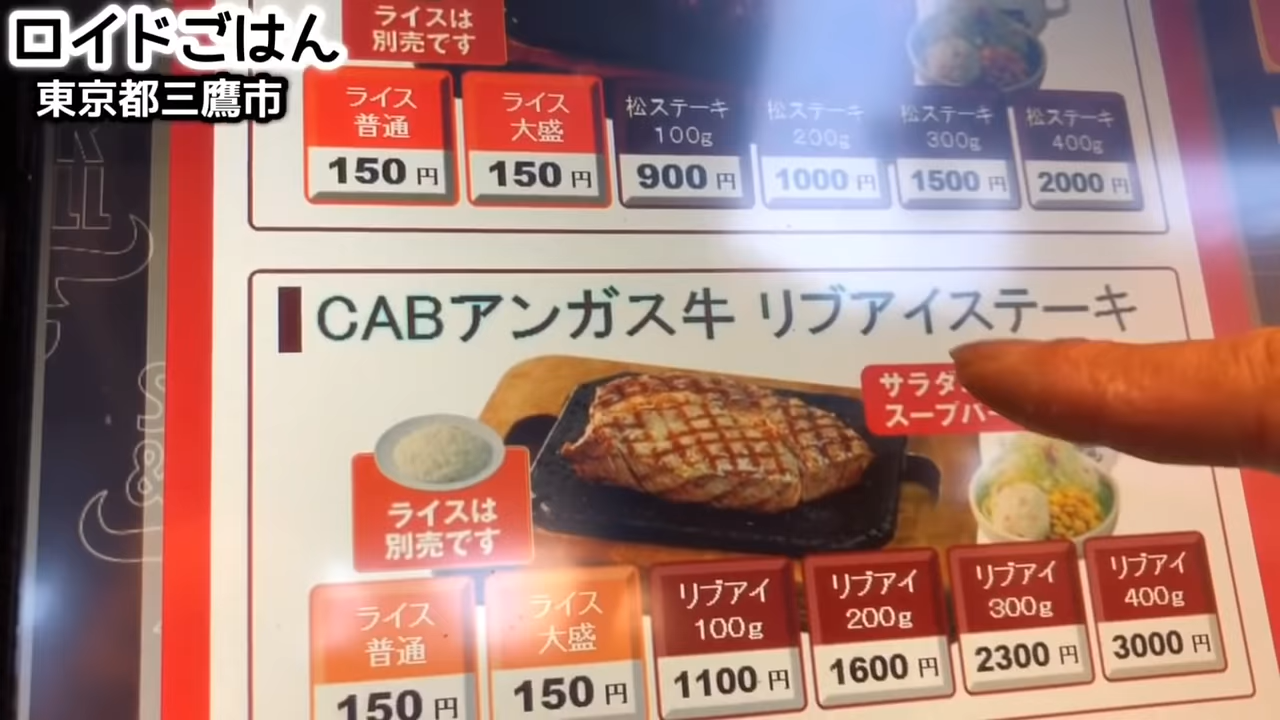 ロイドごはん
東京都三鷹市
ライスは
別売です
ライス
普通
150円
ライス
大盛
150円
松ステーキ
100g
900円
松ステーキ
200g
1000円
松ステーキ
300g
1500円
松ステーキ
400g
2000円
CABアンガス牛 リブアイステーキ
サラダ
スープバー
ライスは
別売です
ライス
普通
150円
ライス
大盛
150円
リブアイ
100g
1100円
リブアイ
200g
1600円
リブアイ
300g
2300円
リブアイ
400g
3000円